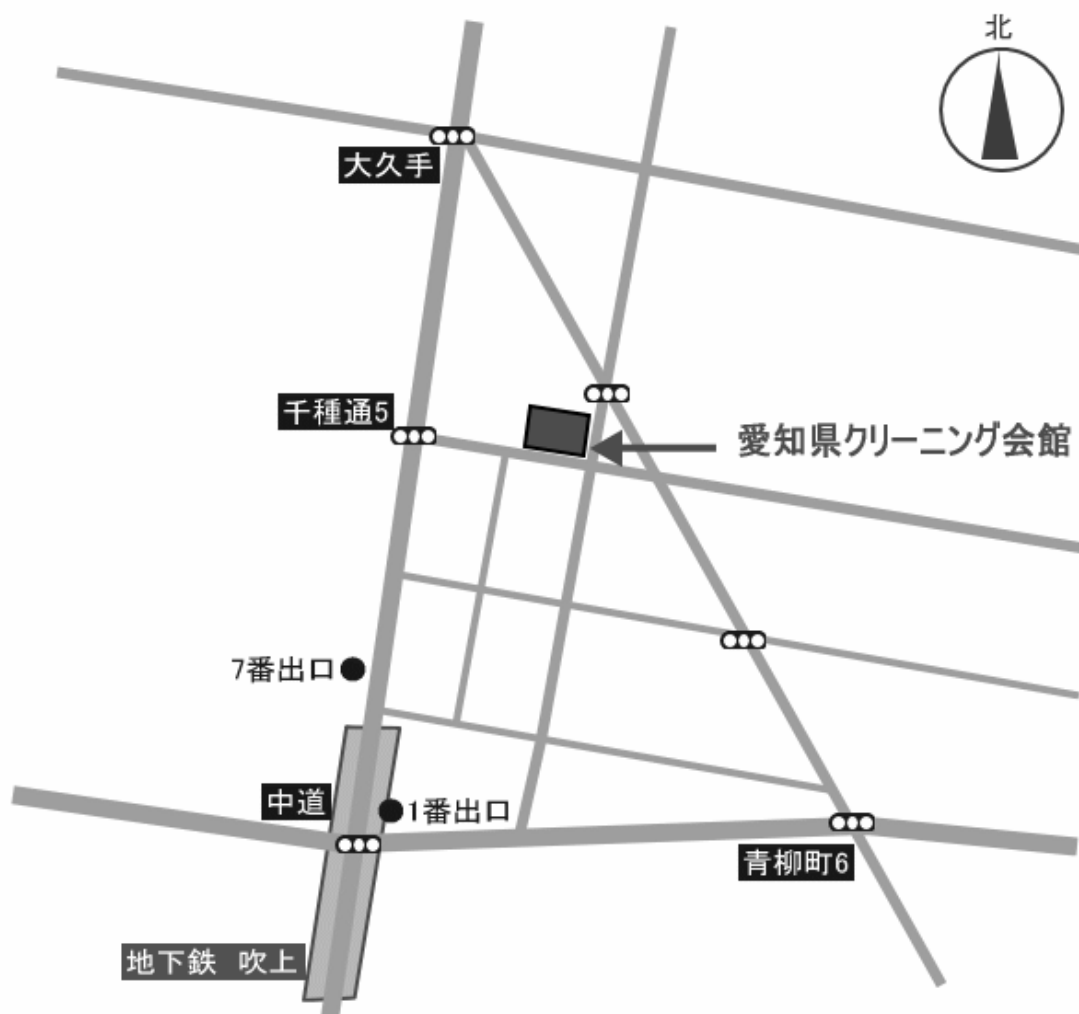 北
大久手
千種通5
愛知県クリーニング会館
7番出口
中道
1番出口
青柳町6
地下鉄 吹上